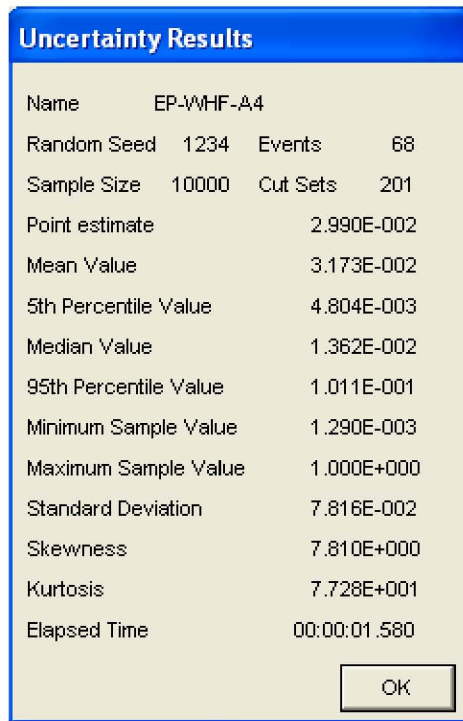 Uncertainty Results
Name EP-WHF-A4
Random Seed 1234 Events 68
Sample Size 10000 Cut Sets 201
Point estimate 2.990E-002
Mean Value 3.173E-002
5th Percentile Value 4.804E-003
Median Value 1.362E-002
95th Percentile Value 1.011E-001
Minimum Sample Value 1.290E-003
Maximum Sample Value 1.000E+000
Standard Deviation 7.816E-002
Skewness 7.810E+000
Kurtosis 7.728E+001
Elapsed Time 00:00:01.580
OK